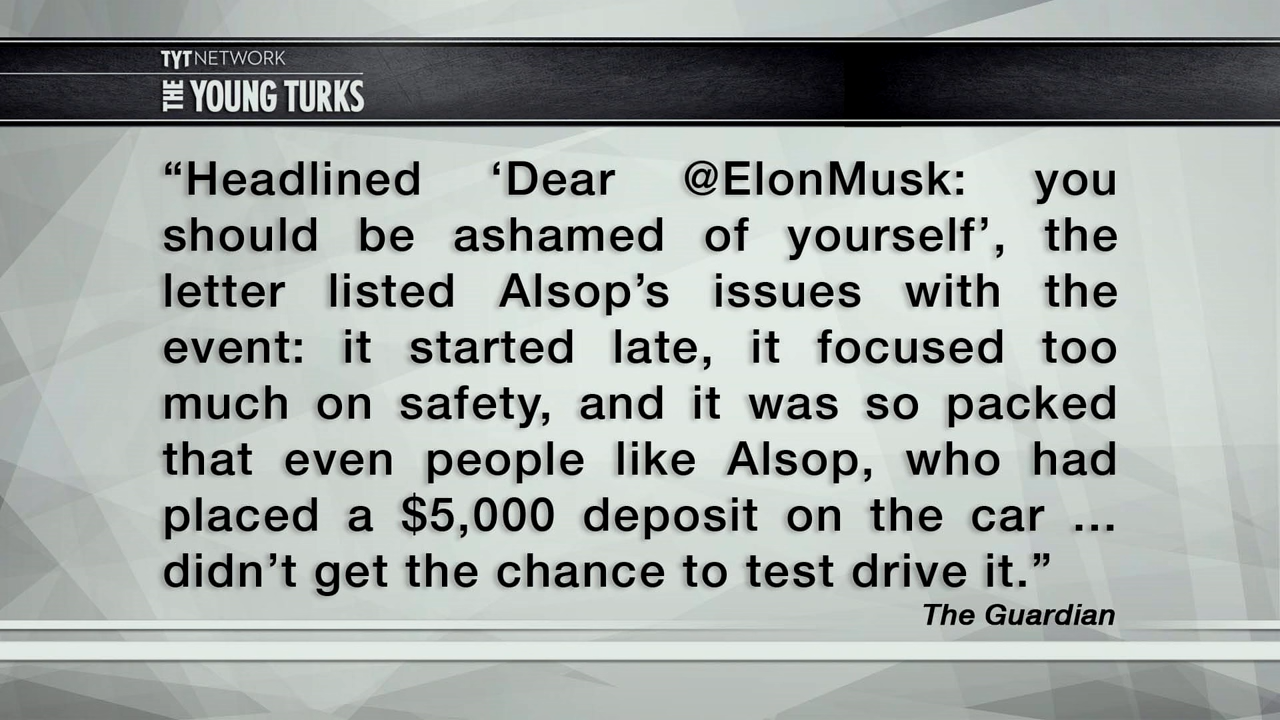 TYT NETWORK
THE YOUNG TURKS
“Headlined ‘Dear @ElonMusk: you
should be ashamed of yourself’, the
letter listed Alsop’s issues with the
event: it started late, it focused too
much on safety, and it was so packed
that even people like Alsop, who had
placed a $5,000 deposit on the car ...
didn’t get the chance to test drive it.”
The Guardian